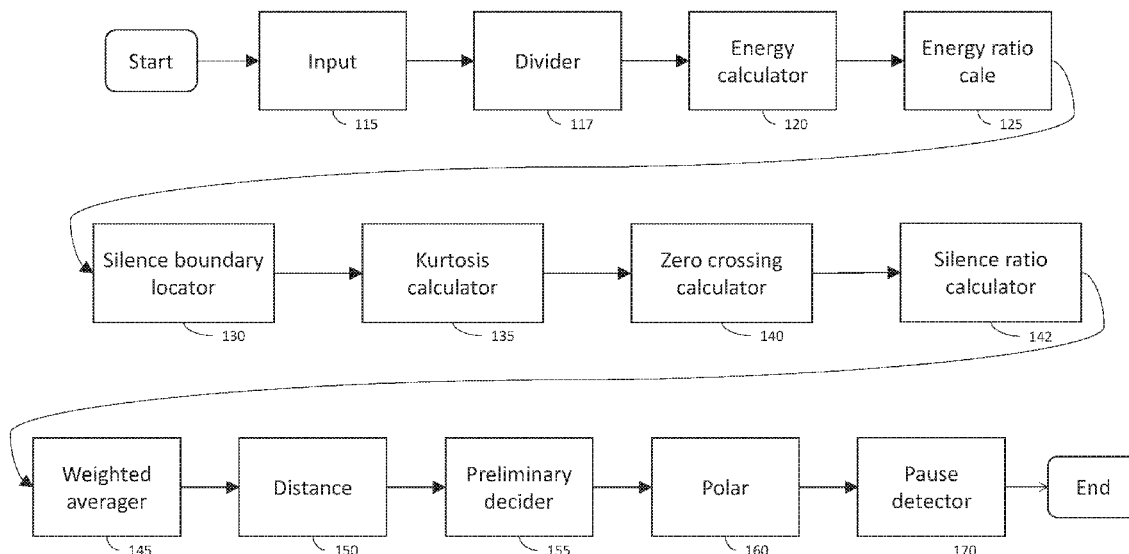 Start
Input
Divider
Energy
calculator
Energy ratio
cale
115
117
120
125
Silence boundary
locator
Kurtosis
calculator
Zero crossing
calculator
Silence ratio
calculator
130
135
140
142
Weighted
averager
Distance
Preliminary
decider
Polar
Pause
detector
End
145
150
155
160
170